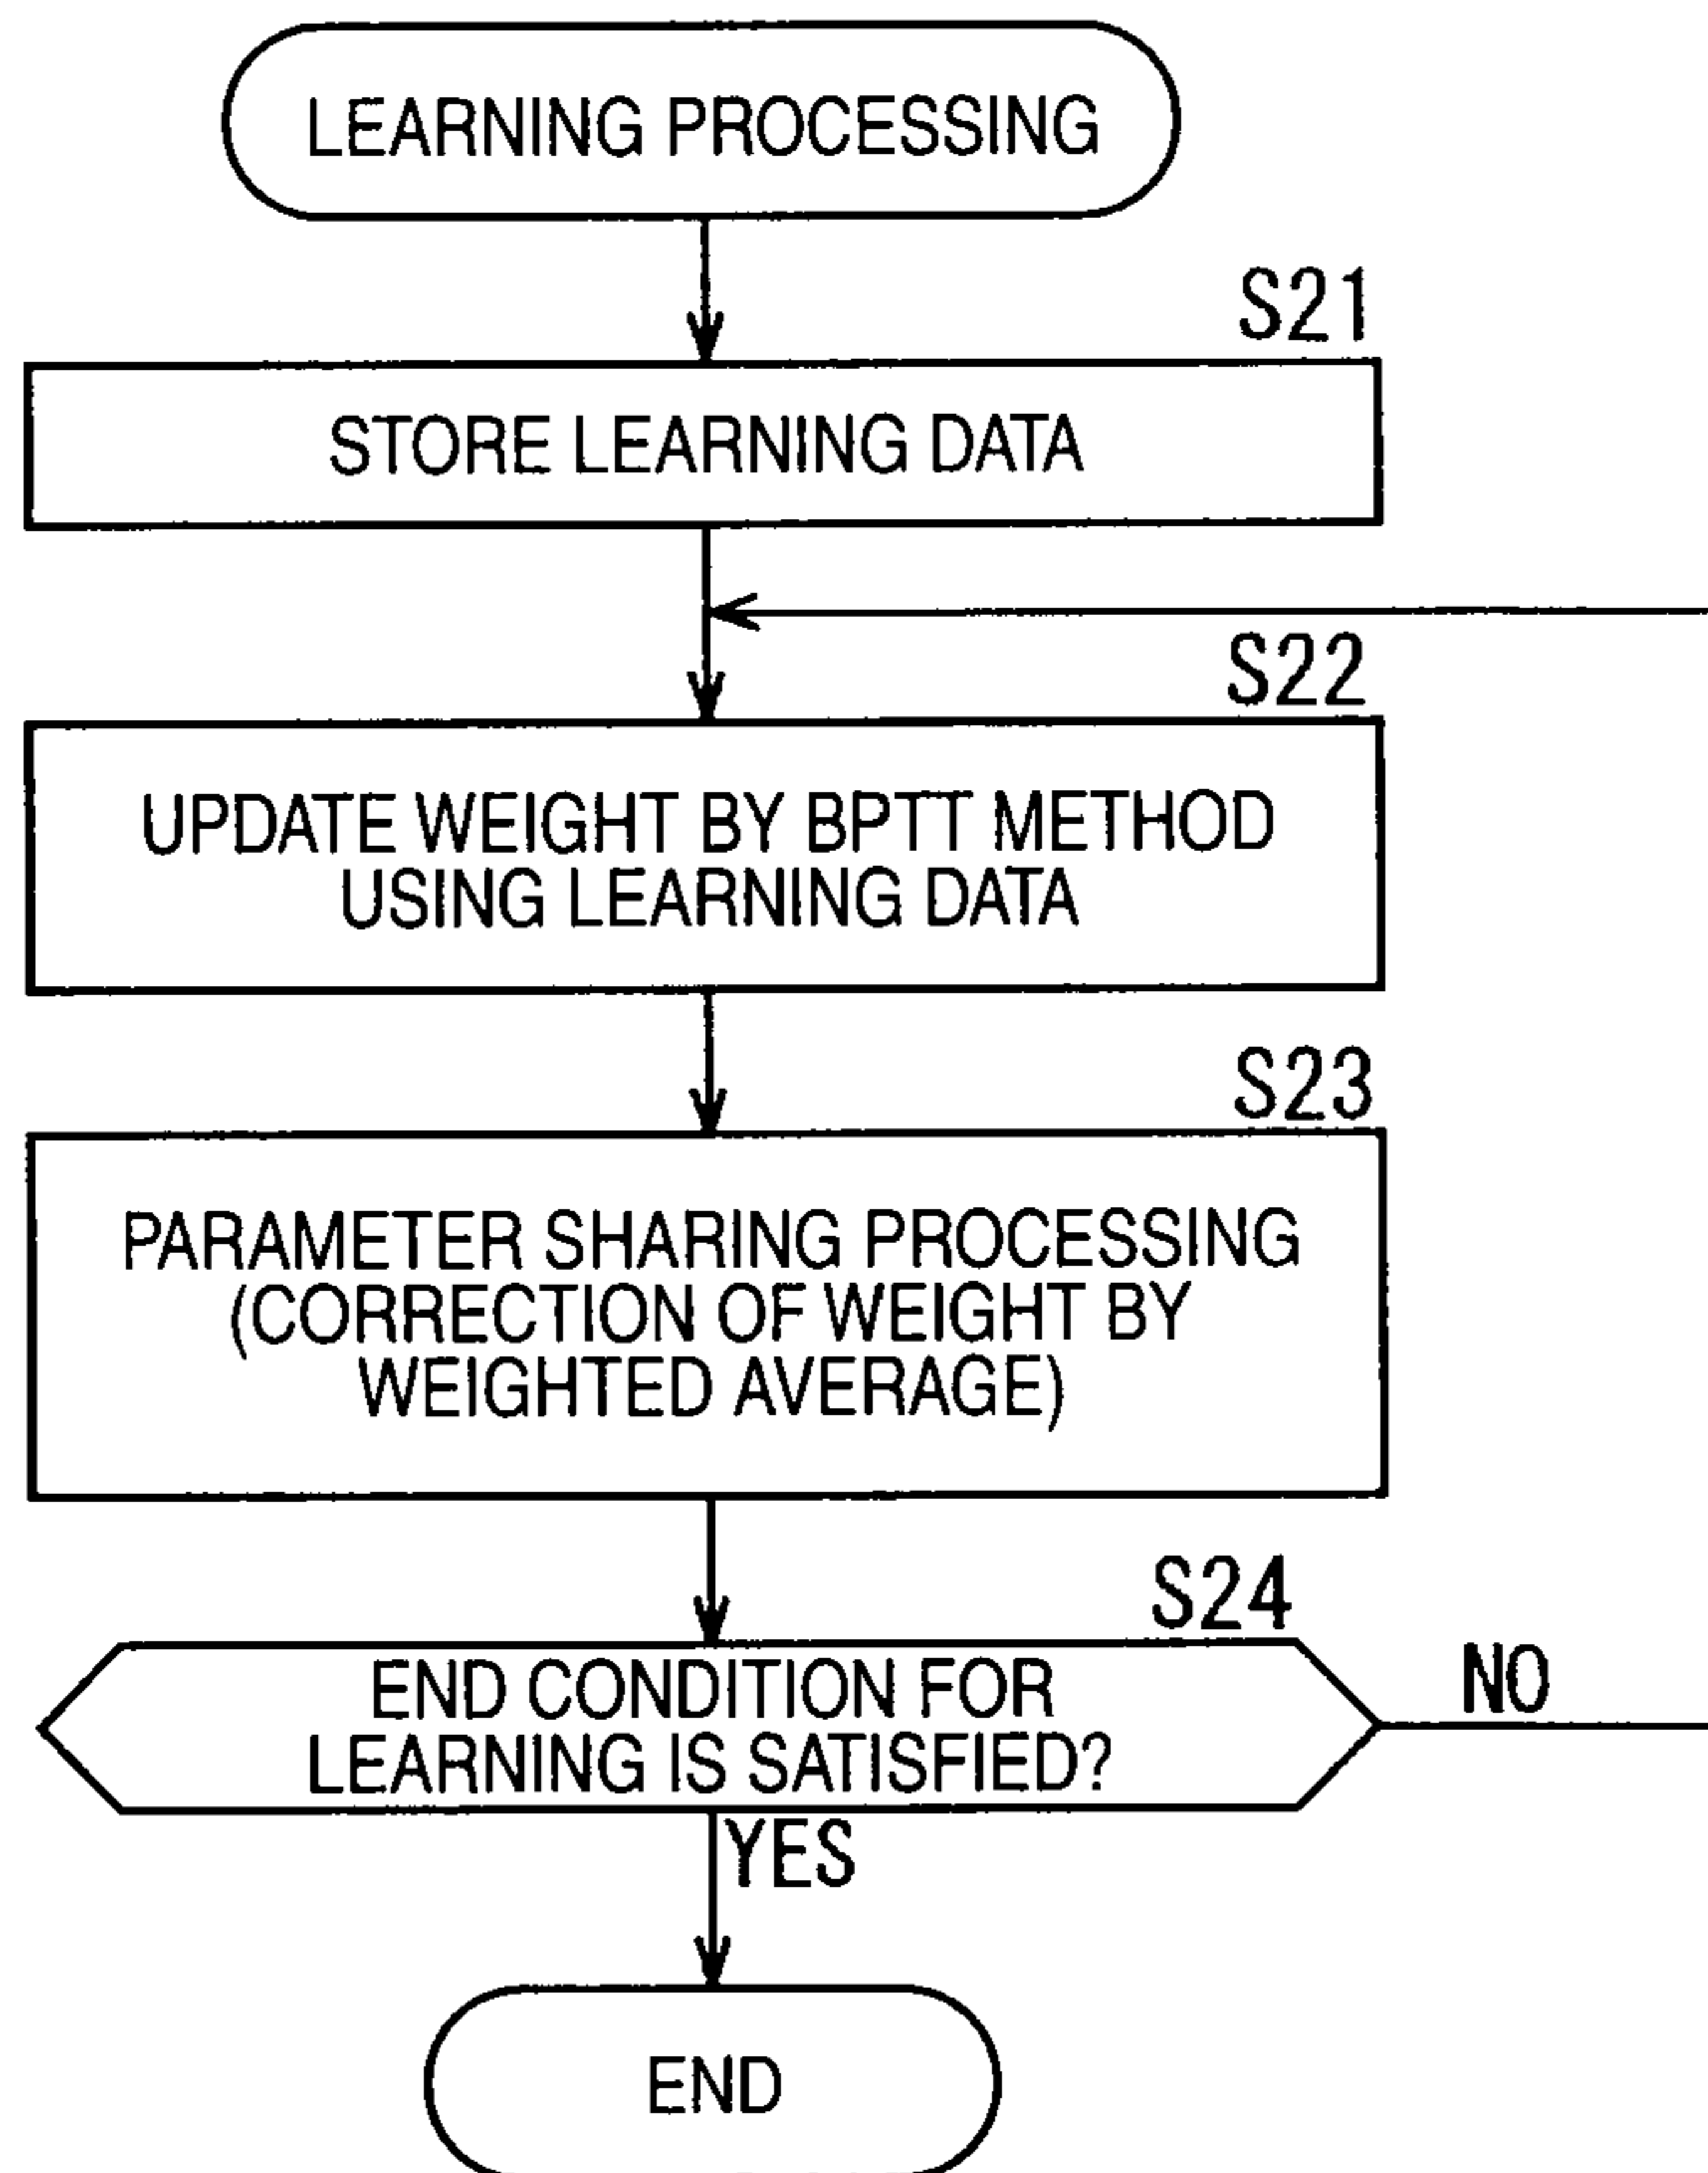 LEARNING PROCESSING
S21
STORE LEARNING DATA
S22
UPDATE WEIGHT BY BPTT METHOD
USING LEARNING DATA
S23
PARAMETER SHARING PROCESSING
(CORRECTION OF WEIGHT BY
WEIGHTED AVERAGE)
S24
END CONDITION FOR
LEARNING IS SATISFIED?
NO
YES
END